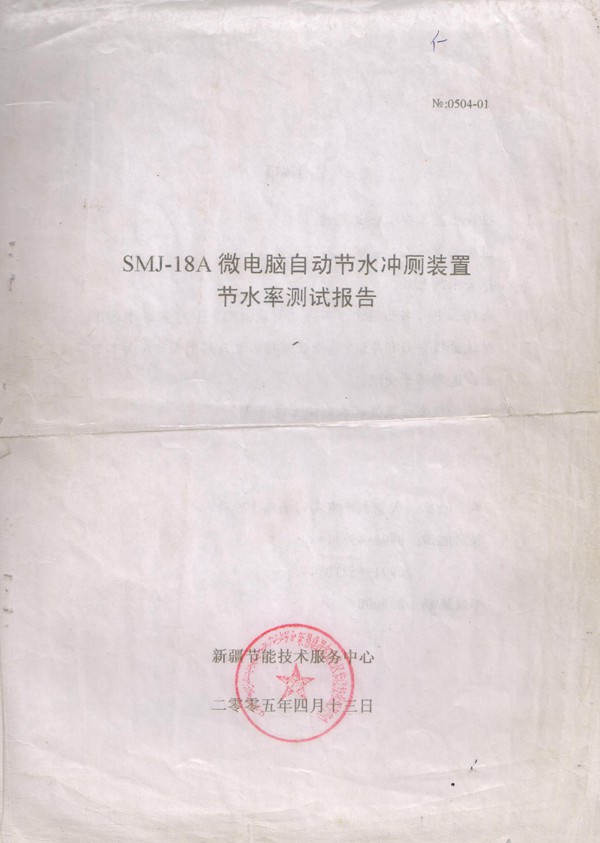 №:0504-01
SMJ-18A 微电脑自动节水冲厕装置
节水率测试报告
新疆节能技术服务中心
二零零五年四月十三日